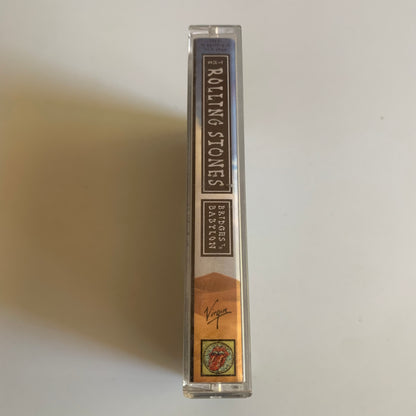 THE
ROLLING STONES
BRIDGES TO
BABYLON
Virgin